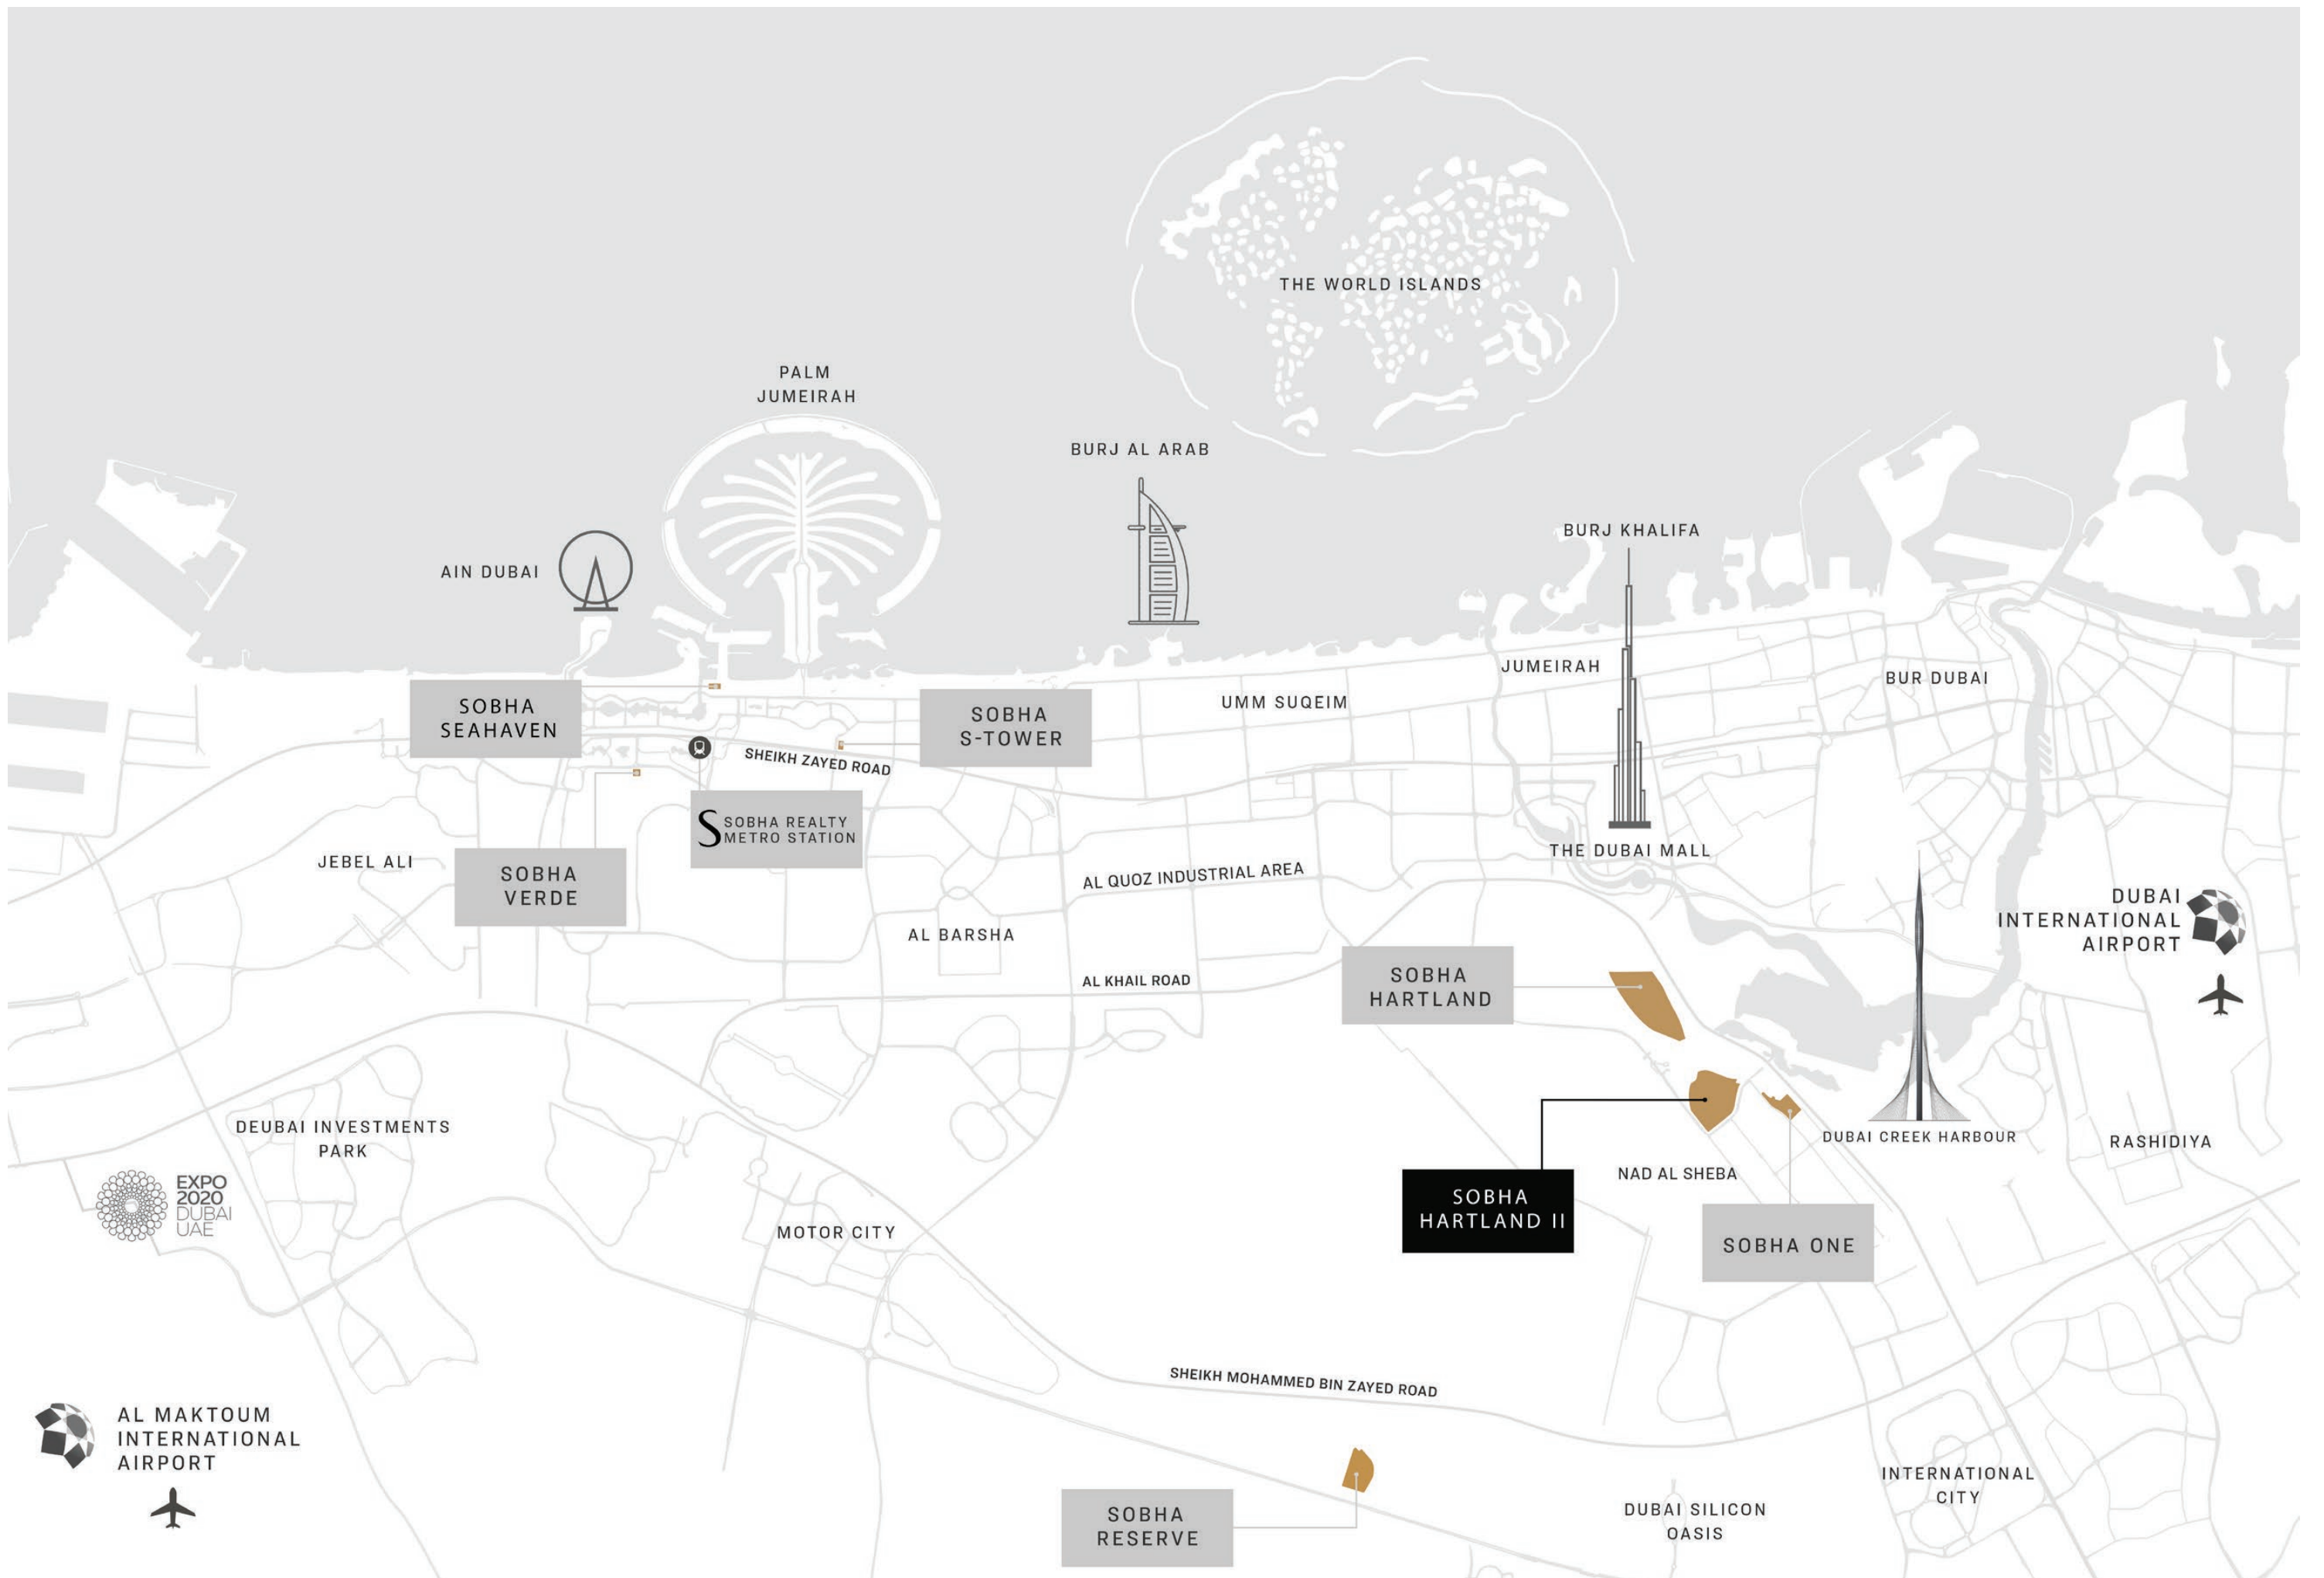 THE WORLD ISLANDS
PALM
JUMEIRAH
BURJ AL ARAB
BURJ KHALIFA
AIN DUBAI
JUMEIRAH
BUR DUBAI
UMM SUQEIM
SOBHA
SEAHAVEN
SOBHA
S-TOWER
SHEIKH ZAYED ROAD
S SOBHA REALTY
METRO STATION
THE DUBAI MALL
JEBEL ALI
SOBHA
VERDE
AL QUOZ INDUSTRIAL AREA
DUBAI
INTERNATIONAL
AIRPORT
AL BARSHA
AL KHAIL ROAD
SOBHA
HARTLAND
DEUBAI INVESTMENTS
PARK
DUBAI CREEK HARBOUR
RASHIDIYA
NAD AL SHEBA
EXPO
2020
DUBAI
UAE
SOBHA
HARTLAND II
MOTOR CITY
SOBHA ONE
SHEIKH MOHAMMED BIN ZAYED ROAD
AL MAKTOUM
INTERNATIONAL
AIRPORT
INTERNATIONAL
CITY
SOBHA
RESERVE
DUBAI SILICON
OASIS